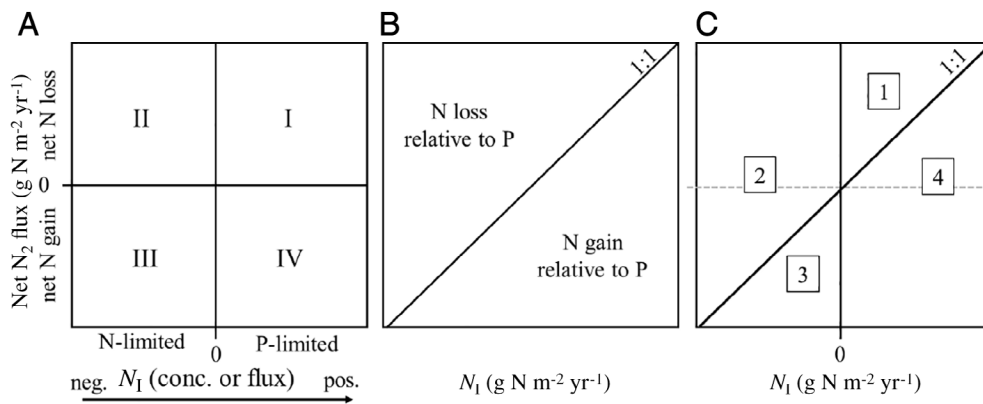 A
B
C
Net N2 flux (g N m-2 yr-1)
net N gain net N loss
0
II
I
III
IV
N-limited
0
P-limited
neg. NI (conc. or flux) pos.
1:1
N loss
relative to P
N gain
relative to P
NI (g N m-2 yr-1)
1:1
1
2
4
3
0
NI (g N m-2 yr-1)